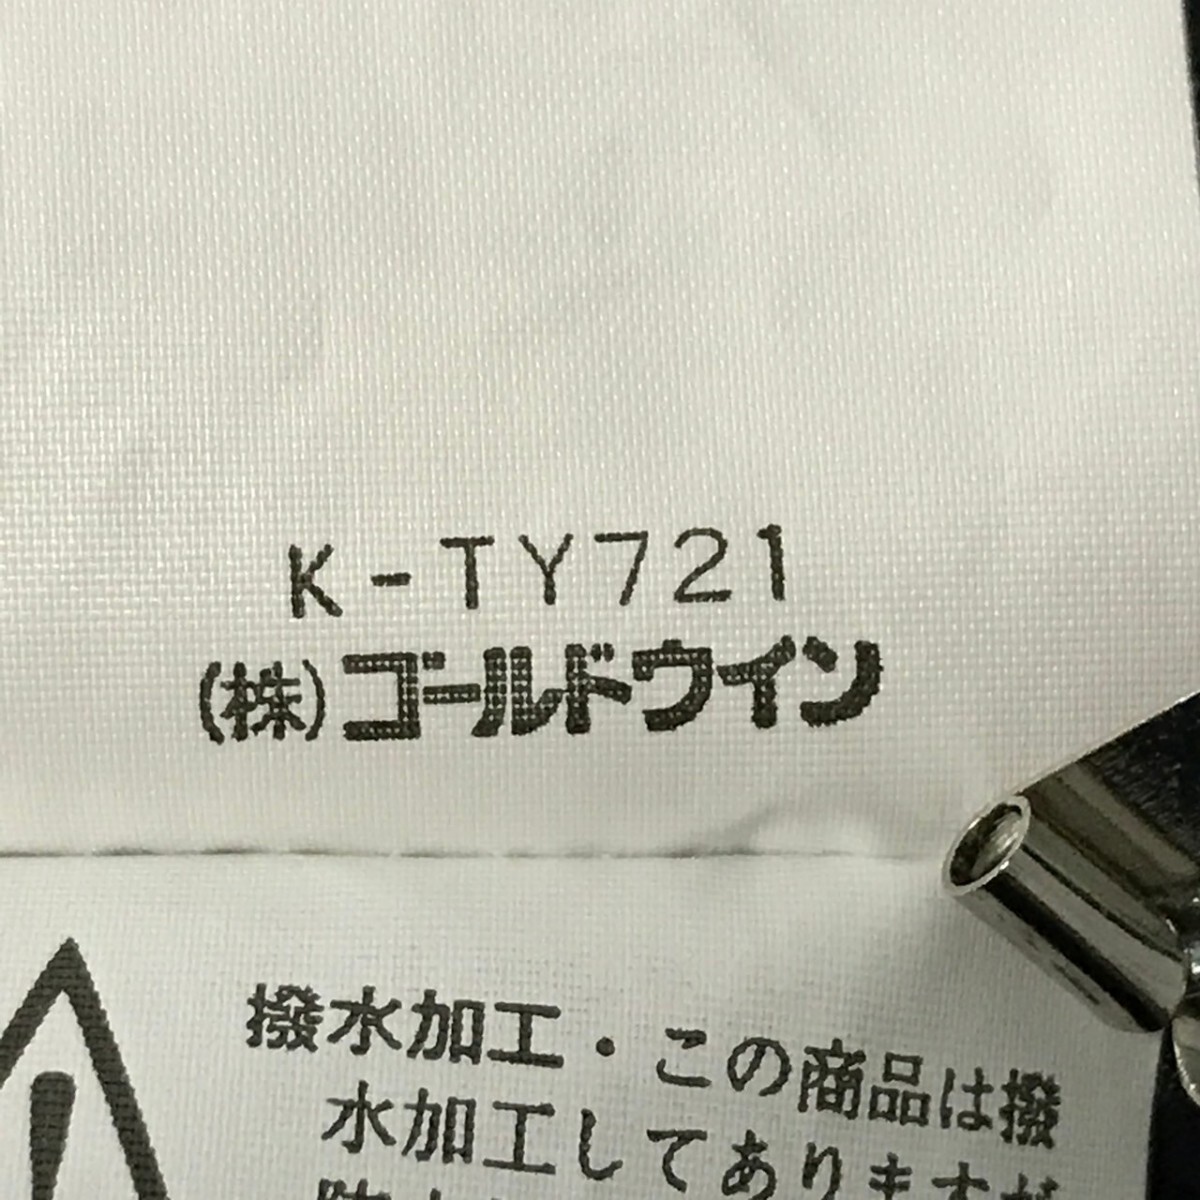 K-TY721
(株)ゴールドウイン
撥水加工・この商品は撥
水加工してあります